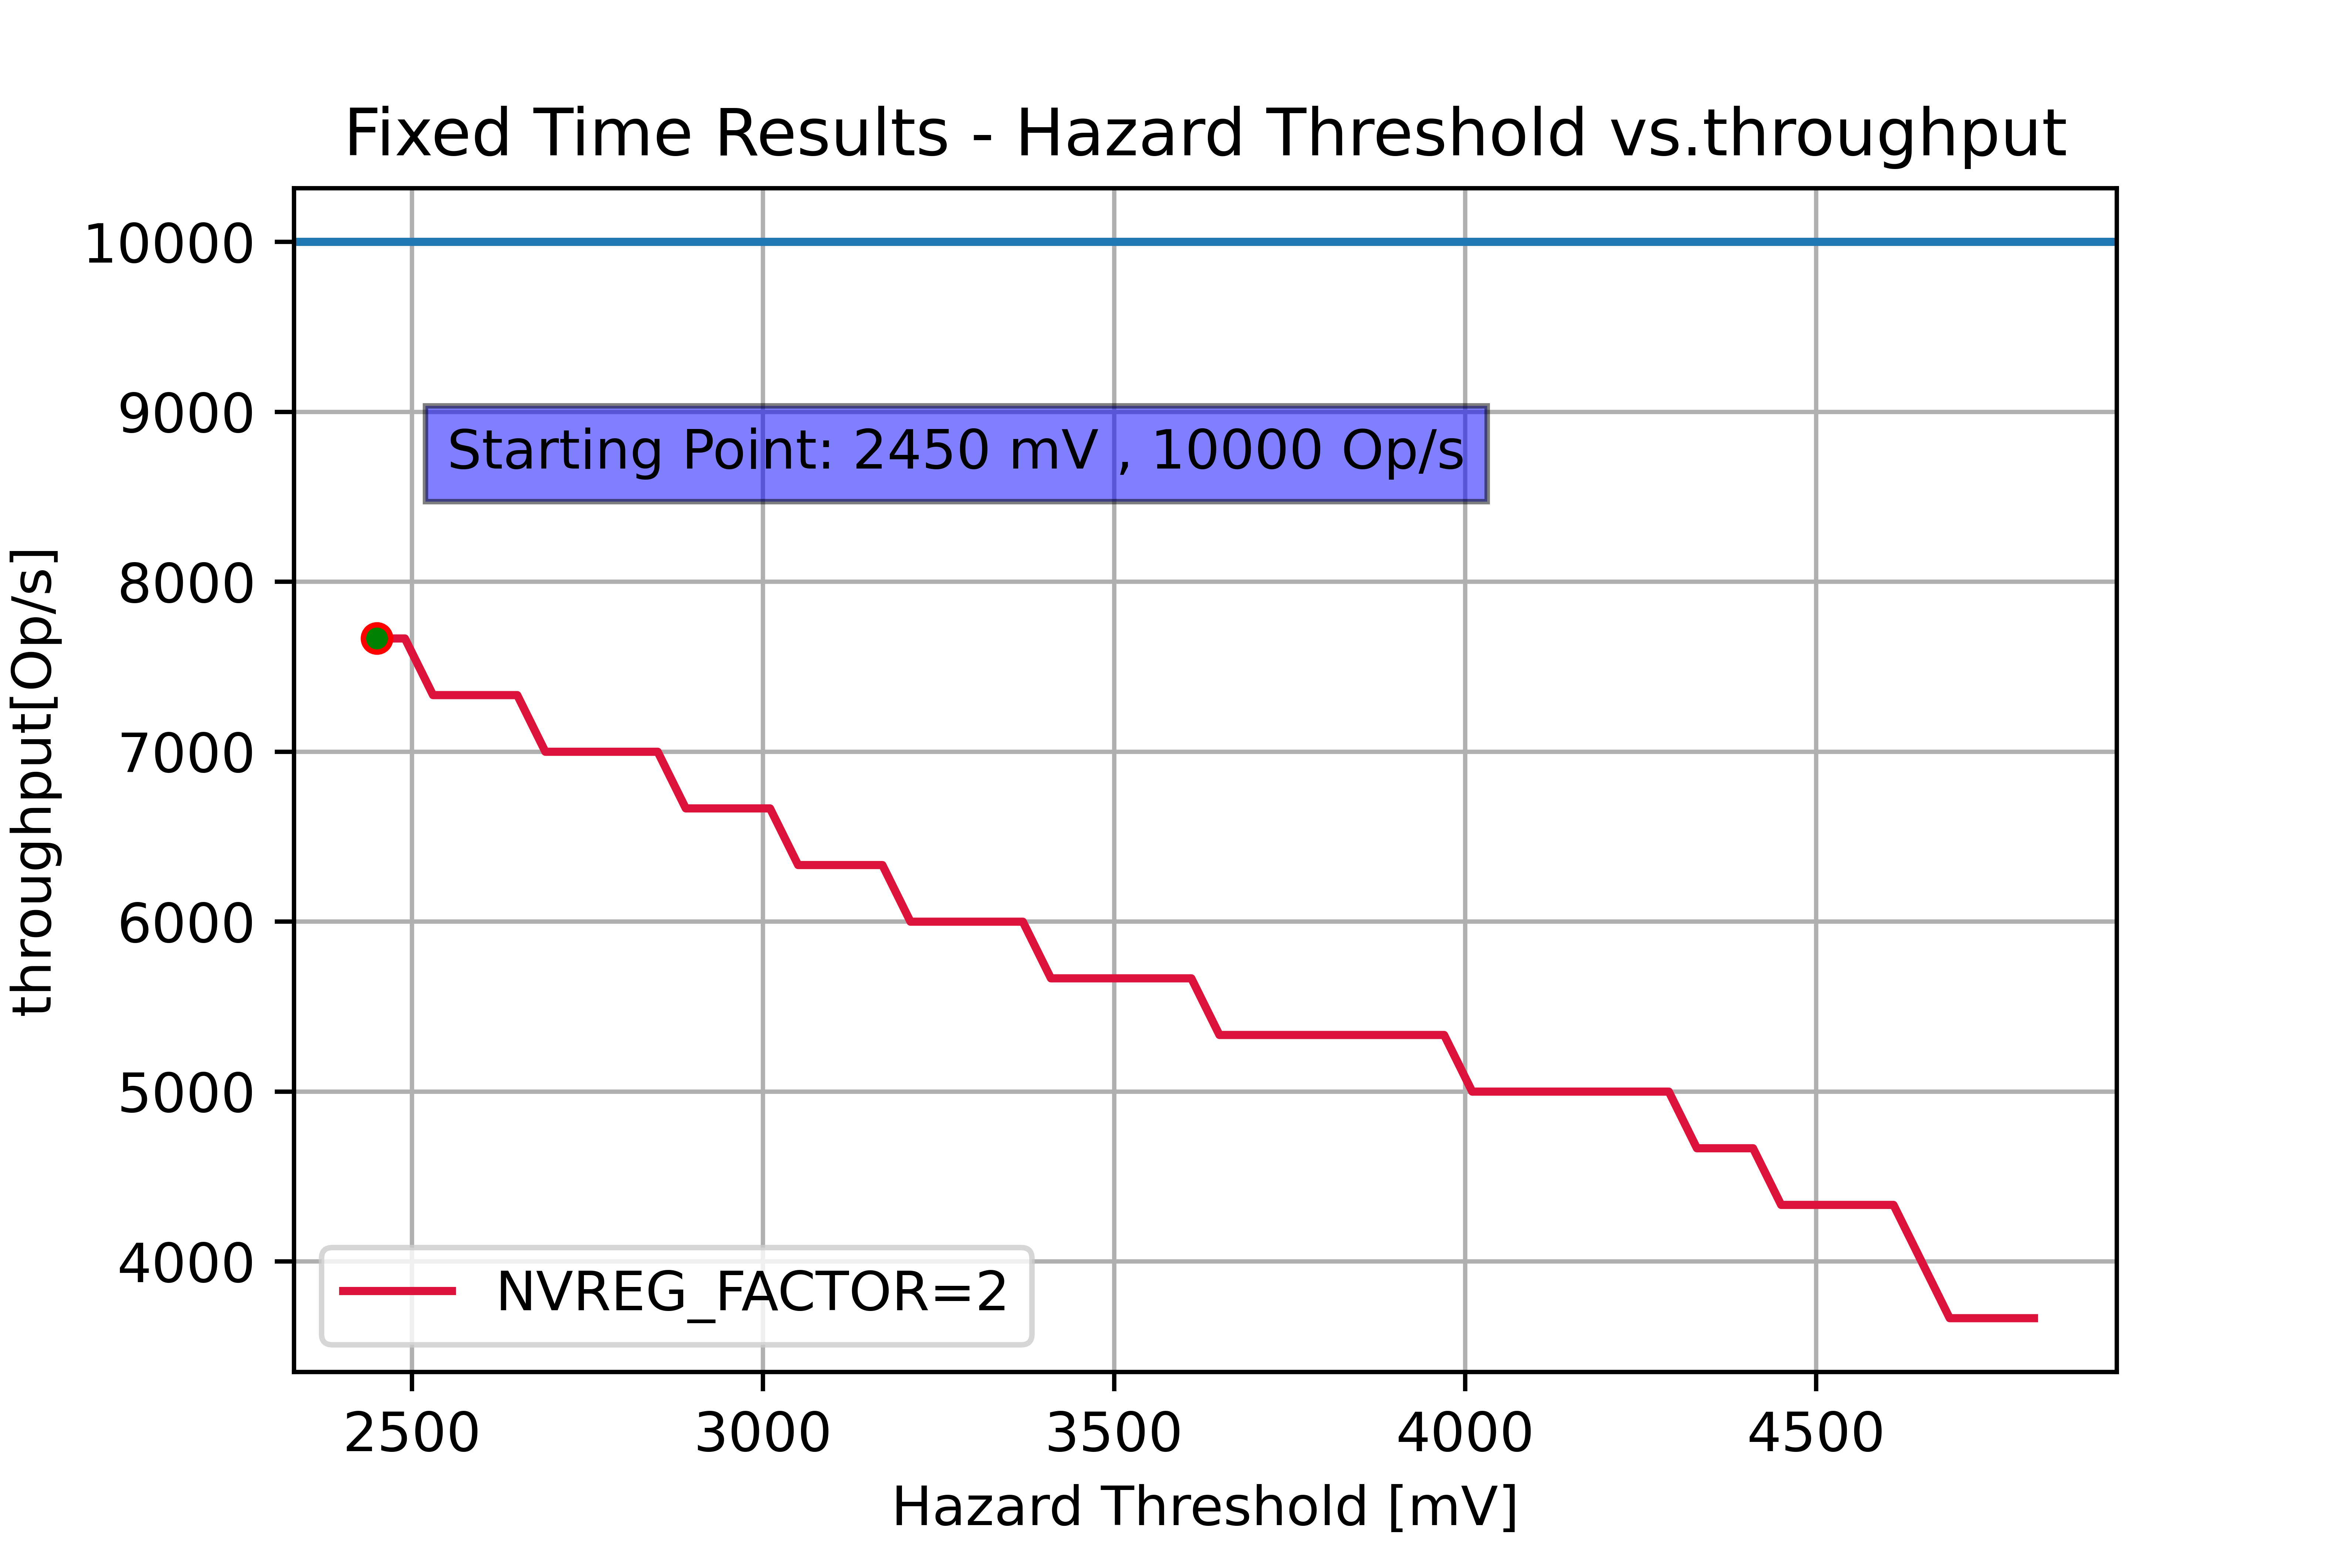 Fixed Time Results - Hazard Threshold vs.throughput
10000
9000
8000
7000
6000
5000
4000
throughput[Op/s]
Starting Point: 2450 mV , 10000 Op/s
NVREG_FACTOR=2
2500 3000 3500 4000 4500
Hazard Threshold [mV]